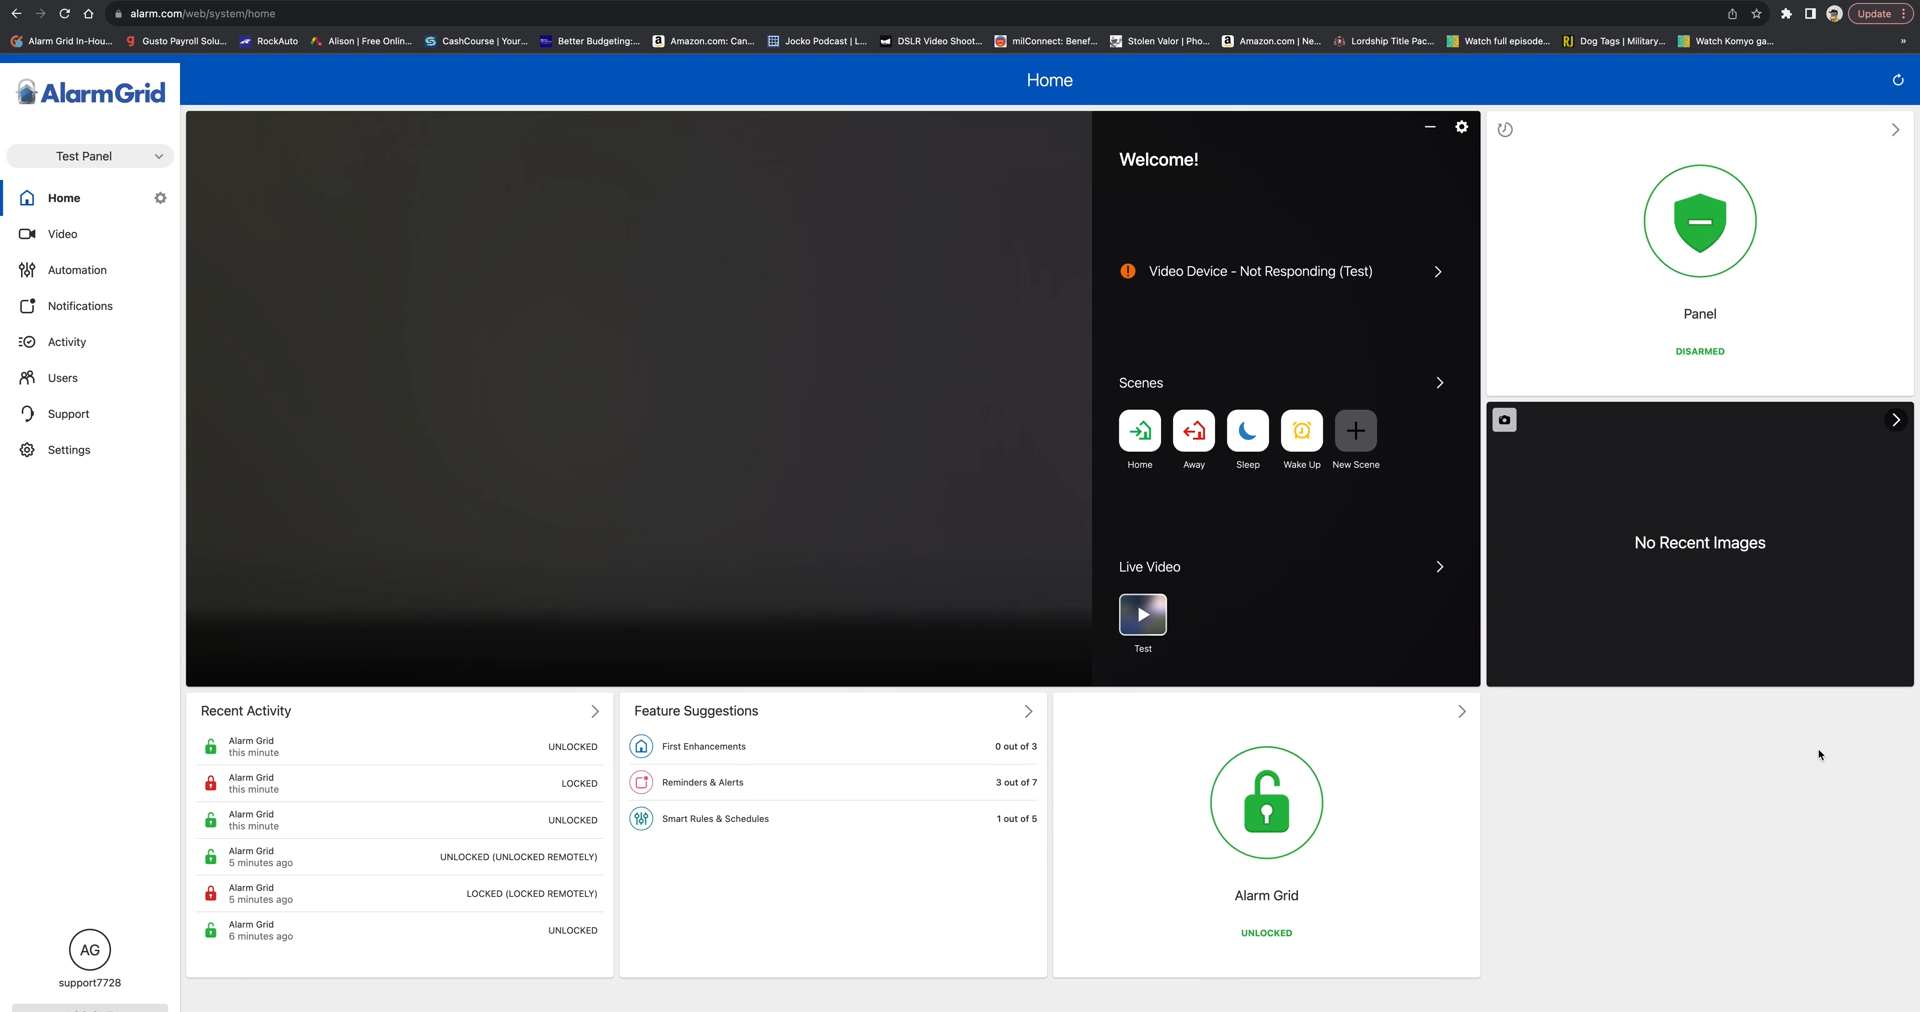 alarm.com/web/system/home
Update
Alarm Grid In-Hou...
Gusto Payroll Solu...
RockAuto
Alison | Free Onlin...
CashCourse | Your...
Better Budgeting:...
Amazon.com: Can...
Jocko Podcast | L...
DSLR Video Shoot...
milConnect: Benef...
Stolen Valor | Pho...
Amazon.com | Ne...
Lordship Title Pac...
Watch full episode...
Dog Tags | Military...
Watch Komyo ga...
»
AlarmGrid
Home
Test Panel
Home
Video
Automation
Notifications
Activity
Users
Support
Settings
AG
support7728
Welcome!
Video Device - Not Responding (Test)
Scenes
Home
Away
Sleep
Wake Up
New Scene
Live Video
Test
Panel
DISARMED
No Recent Images
Recent Activity
Alarm Grid
this minute
UNLOCKED
Alarm Grid
this minute
LOCKED
Alarm Grid
this minute
UNLOCKED
Alarm Grid
5 minutes ago
UNLOCKED (UNLOCKED REMOTELY)
Alarm Grid
5 minutes ago
LOCKED (LOCKED REMOTELY)
Alarm Grid
6 minutes ago
UNLOCKED
Feature Suggestions
First Enhancements
0 out of 3
Reminders & Alerts
3 out of 7
Smart Rules & Schedules
1 out of 5
Alarm Grid
UNLOCKED